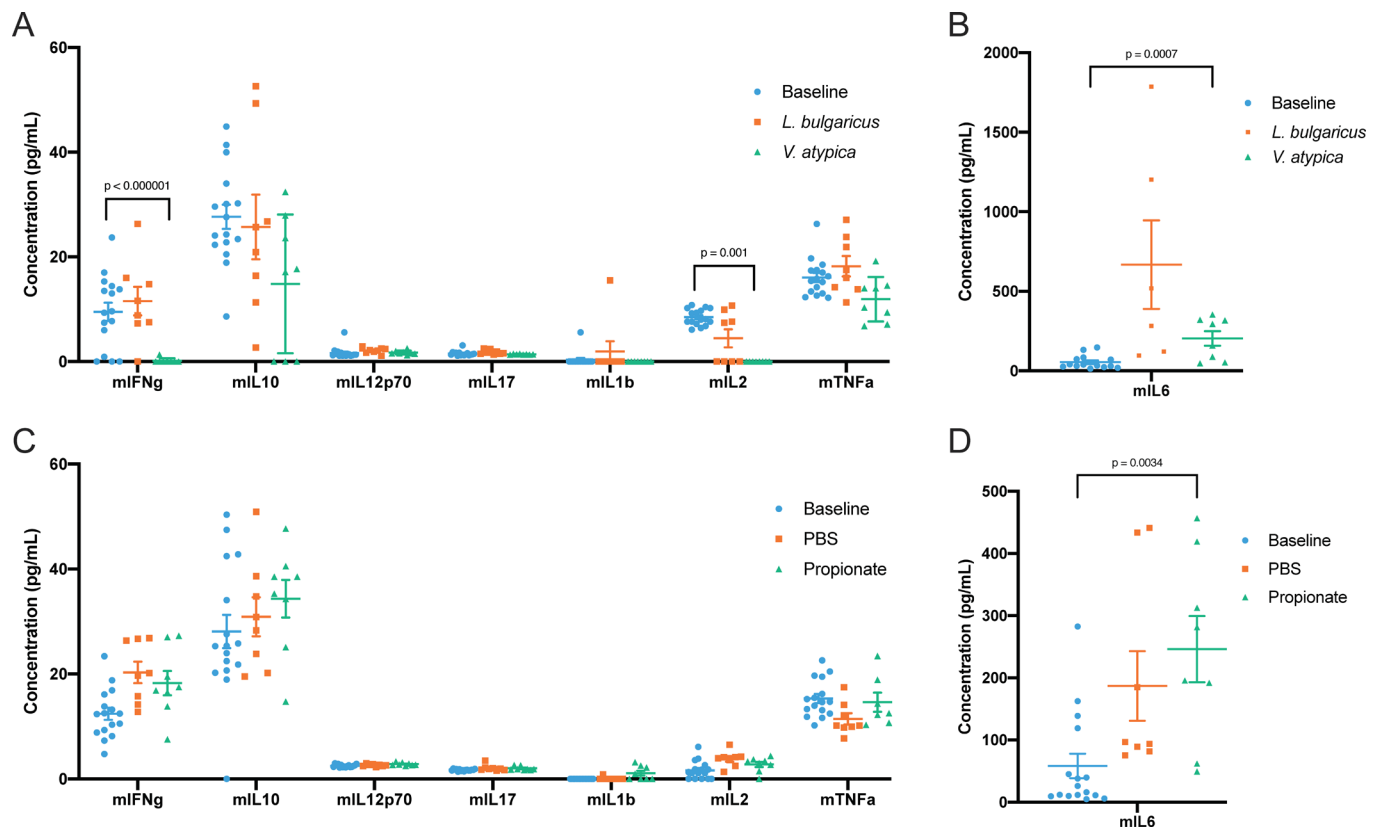 A
Concentration (pg/mL)
60
40
20
0
p < 0.000001
p = 0.001
Baseline
L. bulgaricus
V. atypica
mIFNg mIL10 mIL12p70 mIL17 mIL1b mIL2 mTNFa
B
Concentration (pg/mL)
2000
1500
1000
500
0
p = 0.0007
Baseline
L. bulgaricus
V. atypica
mIL6
C
Concentration (pg/mL)
60
40
20
0
Baseline
PBS
Propionate
mIFNg mIL10 mIL12p70 mIL17 mIL1b mIL2 mTNFa
D
Concentration (pg/mL)
500
400
300
200
100
0
p = 0.0034
Baseline
PBS
Propionate
mIL6